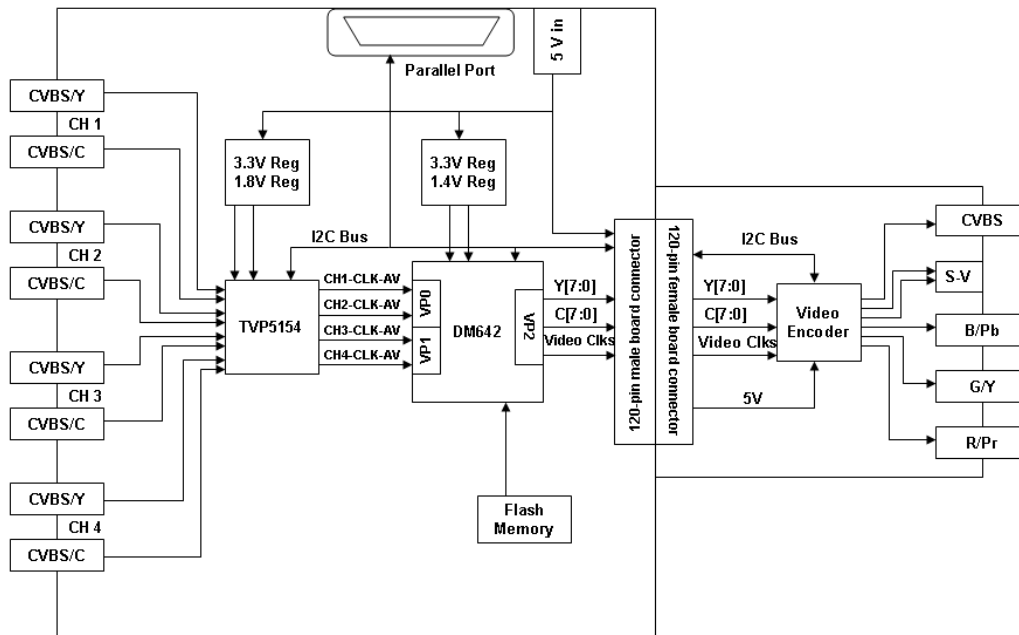 5 V in
Parallel Port
CVBS/Y
CH 1
CVBS/C
3.3V Reg
1.8V Reg
3.3V Reg
1.4V Reg
CVBS/Y
CH 2
CVBS/C
I2C Bus
TVP5154
CH1-CLK-AV
CH2-CLK-AV
CH3-CLK-AV
CH4-CLK-AV
VP0
VP1
DM642
VP2
Y[7:0]
C[7:0]
Video Clks
120-pin male board connector
120-pin female board connector
I2C Bus
Y[7:0]
C[7:0]
Video Clks
5V
Video
Encoder
CVBS
S-V
B/Pb
G/Y
R/Pr
CVBS/Y
CH 3
CVBS/C
CVBS/Y
CH 4
CVBS/C
Flash
Memory